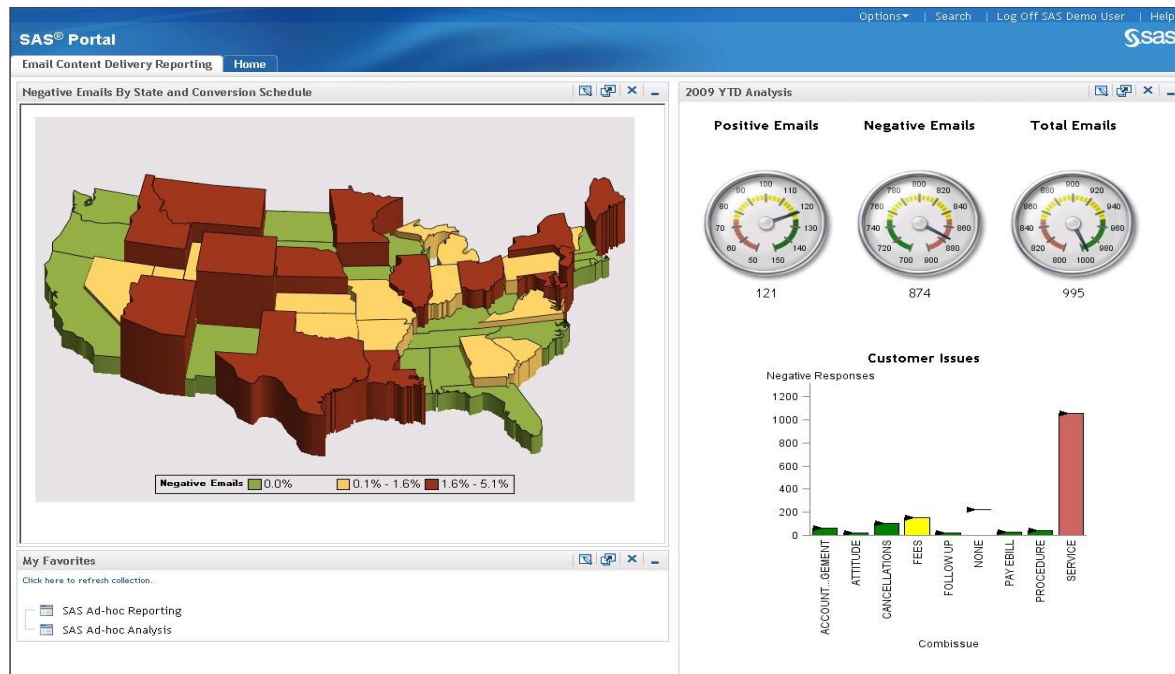 Options▾ | Search | Log Off SAS Demo User | Help
SAS® Portal
sas
Email Content Delivery Reporting Home
Negative Emails By State and Conversion Schedule
Negative Emails 0.0% 0.1% - 1.6% 1.6% - 5.1%
My Favorites
Click here to refresh collection.
SAS Ad-hoc Reporting
SAS Ad-hoc Analysis
2009 YTD Analysis
Positive Emails Negative Emails Total Emails
50 60 70 80 90 100 110 120 130 140 150
700 720 740 760 780 800 820 840 860 880 900
800 820 840 860 880 900 920 940 960 980 1000
121 874 995
Customer Issues
Negative Responses
1200
1000
800
600
400
200
0
ACCOUNT...GEMENT
ATTITUDE
CANCELLATIONS
FEES
FOLLOW UP
NONE
PAY EBILL
PROCEDURE
SERVICE
Combissue